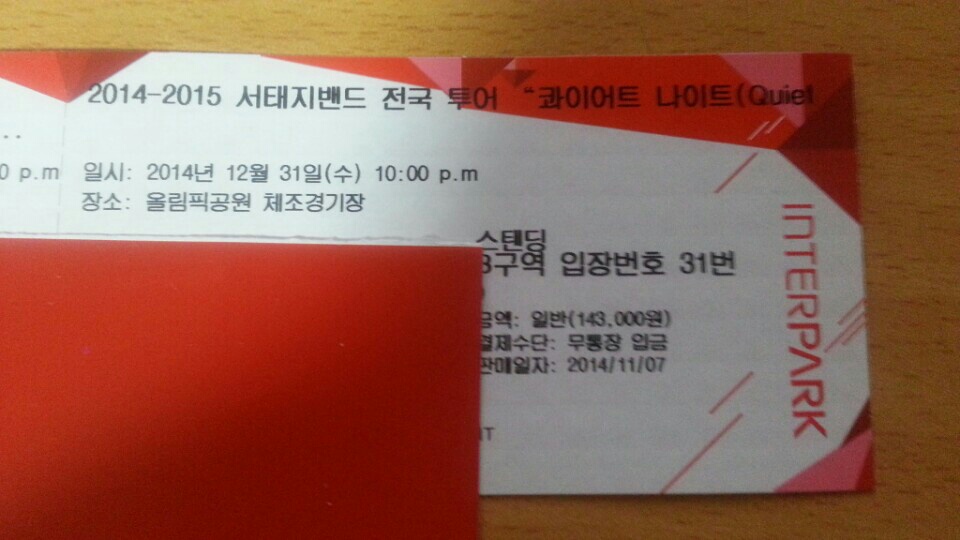 2014-2015 서태지밴드 전국 투어 “콰이어트 나이트(Quiet
..
0 p.m
일시: 2014년 12월 31일(수) 10:00 p.m
장소: 올림픽공원 체조경기장
스탠딩
구역 입장번호 31번
금액: 일반(143,000원)
결제수단: 무통장 입금
판매일자: 2014/11/07
INTERPARK